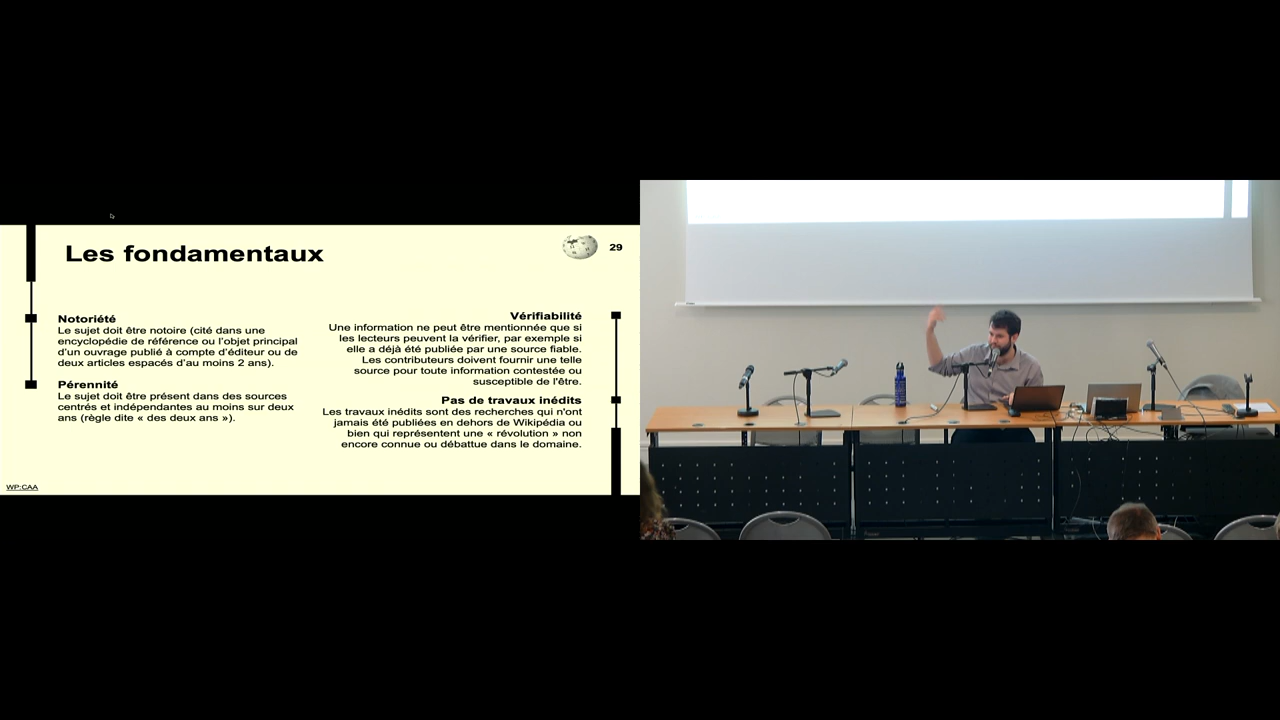 Les fondamentaux
29
Notoriété
Le sujet doit être notoire (cité dans une
encyclopédie de référence ou l'objet principal
d'un ouvrage publié à compte d'éditeur ou de
deux articles espacés d'au moins 2 ans).
Pérennité
Le sujet doit être présent dans des sources
centrés et indépendantes au moins sur deux
ans (règle dite « des deux ans »).
Vérifiabilité
Une information ne peut être mentionnée que si
les lecteurs peuvent la vérifier, par exemple si
elle a déjà été publiée par une source fiable.
Les contributeurs doivent fournir une telle
source pour toute information contestée ou
susceptible de l'être.
Pas de travaux inédits
Les travaux inédits sont des recherches qui n'ont
jamais été publiées en dehors de Wikipédia ou
bien qui représentent une « révolution » non
encore connue ou débattue dans le domaine.
WP:CAA